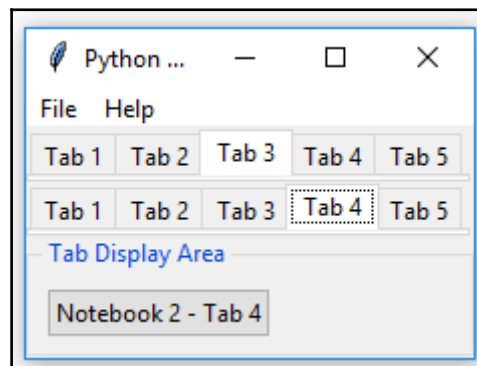 Python ...
File Help
Tab 1 Tab 2 Tab 3 Tab 4 Tab 5
Tab 1 Tab 2 Tab 3 Tab 4 Tab 5
Tab Display Area
Notebook 2 - Tab 4